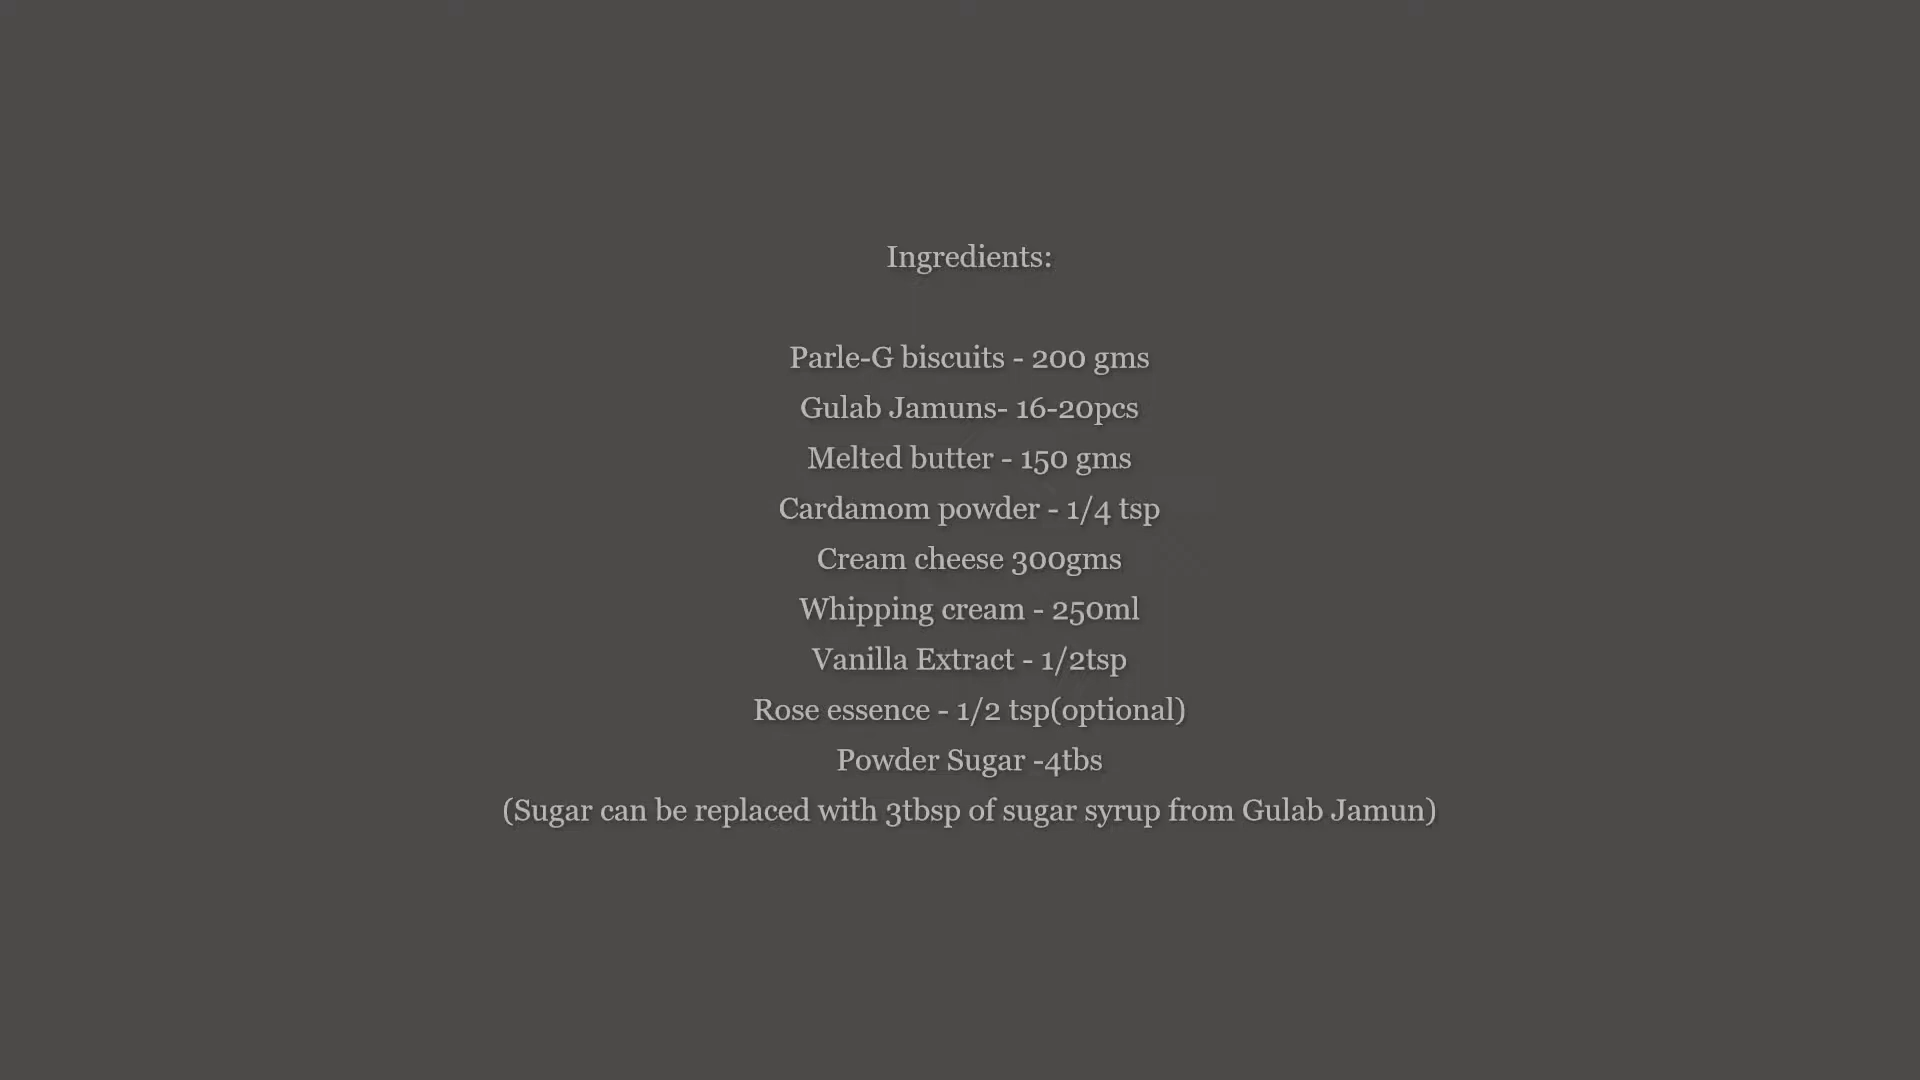 Ingredients:
Parle-G biscuits - 200 gms
Gulab Jamuns- 16-20pcs
Melted butter - 150 gms
Cardamom powder - 1/4 tsp
Cream cheese 300gms
Whipping cream - 250ml
Vanilla Extract - 1/2tsp
Rose essence - 1/2 tsp(optional)
Powder Sugar -4tbs
(Sugar can be replaced with 3tbsp of sugar syrup from Gulab Jamun)